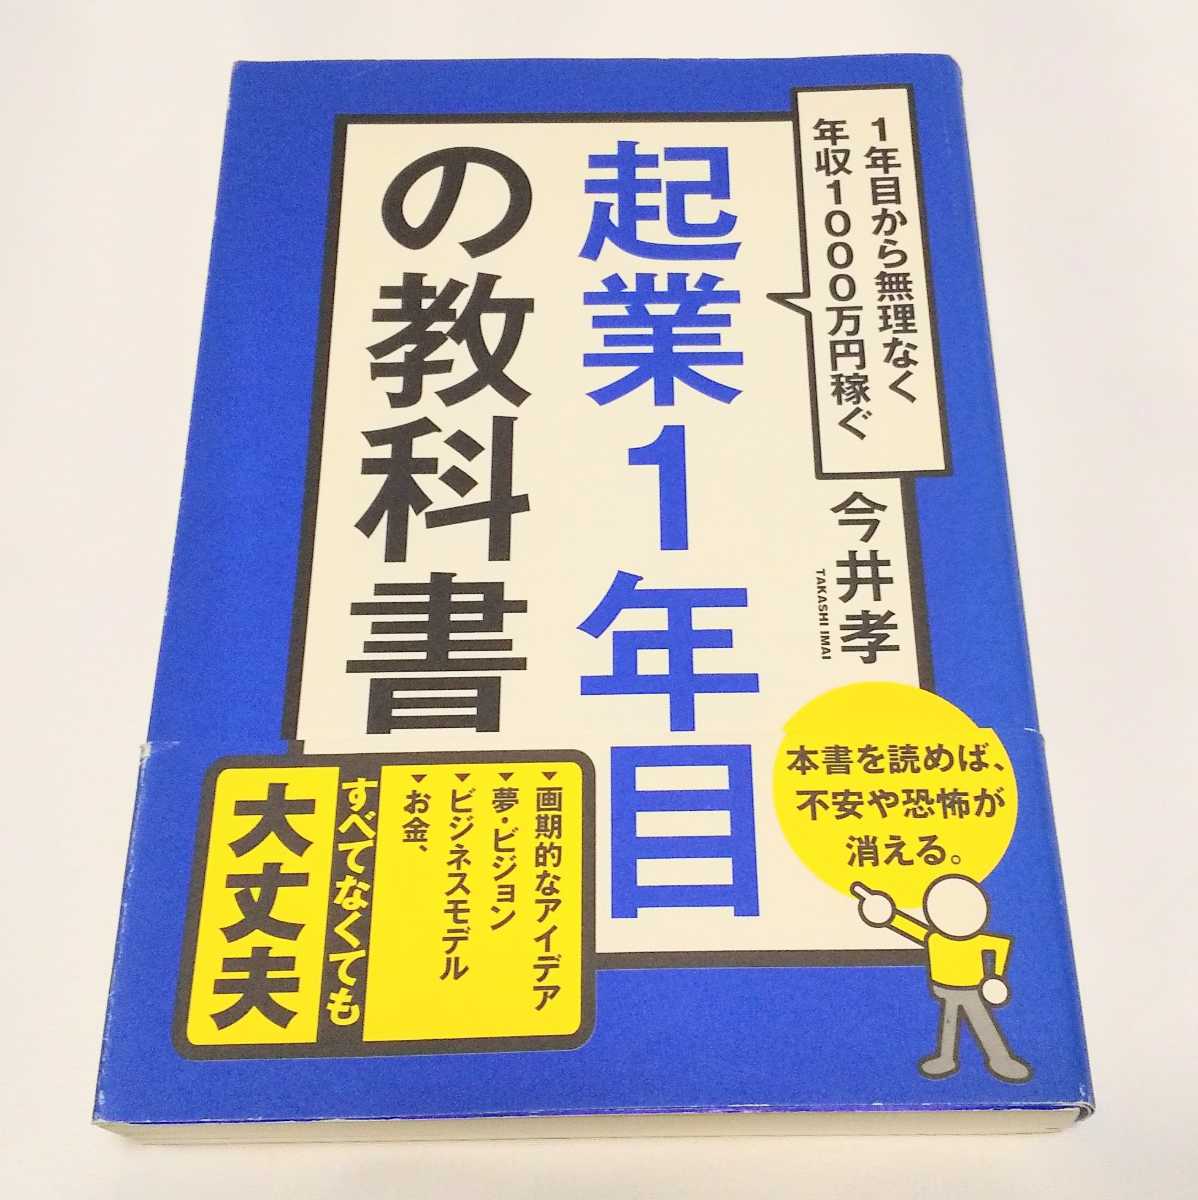 1年目から無理なく
年収1000万円稼ぐ
起業1年目
の教科書
今井孝
TAKASHI IMAI
本書を読めば、
不安や恐怖が
消える。
▼画期的なアイデア
▼夢・ビジョン
▼ビジネスモデル
▼お金、
すべてなくても
大丈夫